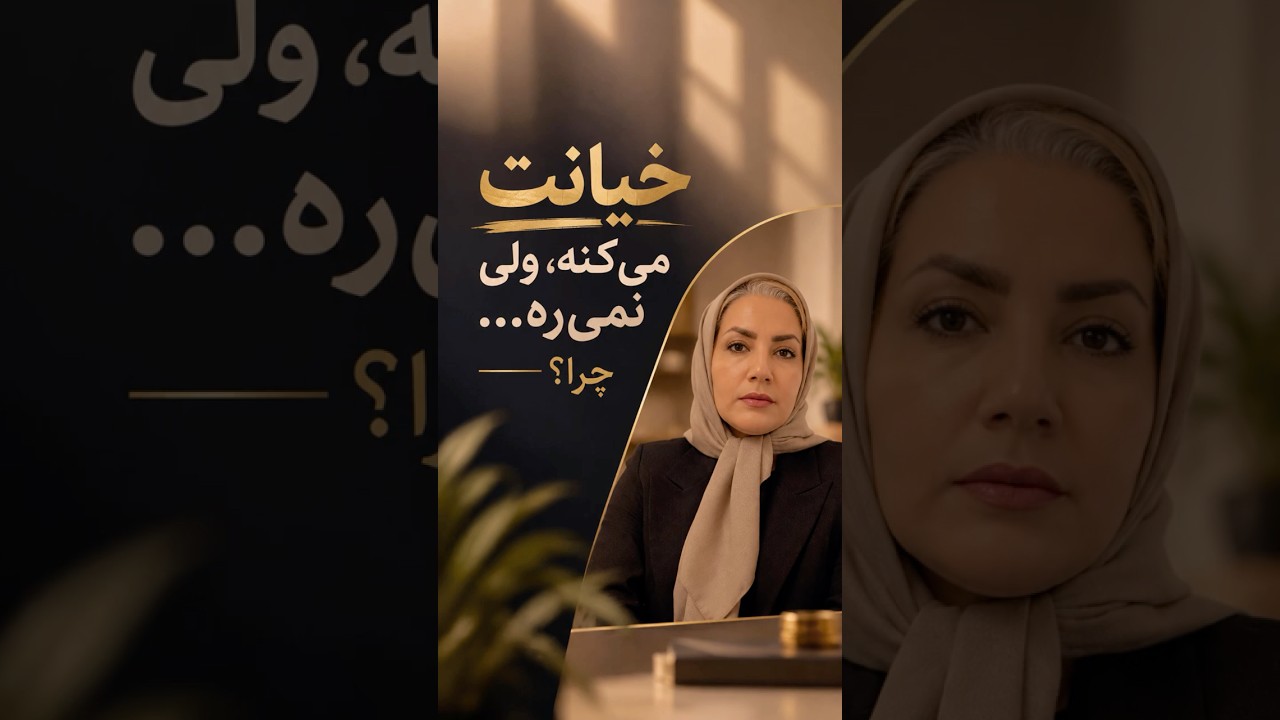 خیانت
می‌کنه، ولی
نمی‌ره...
چرا؟